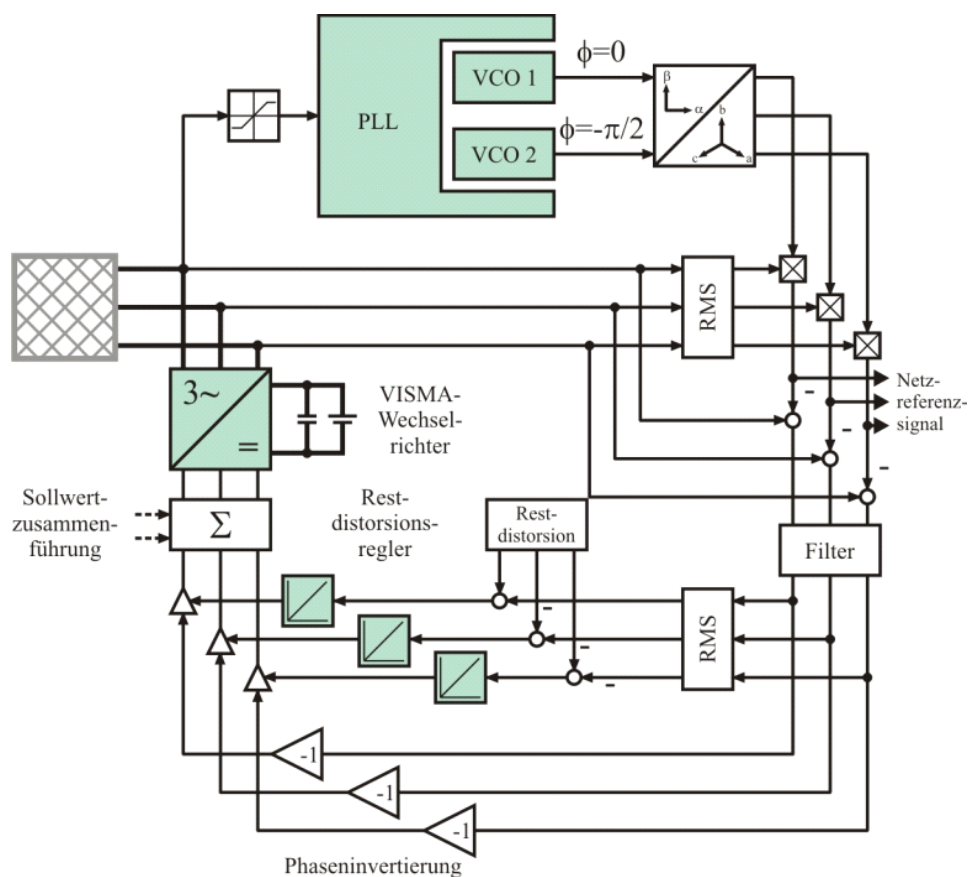 PLL
VCO 1
VCO 2
ϕ=0
ϕ=-π/2
β
α
b
c
a
RMS
Netz-
referenz-
signal
3~
=
VISMA-
Wechsel-
richter
Sollwert-
zusammen-
führung
Σ
Rest-
distorsions-
regler
Rest-
distorsion
Filter
RMS
-
-
-
-
-
-
-1
-1
-1
Phaseninvertierung